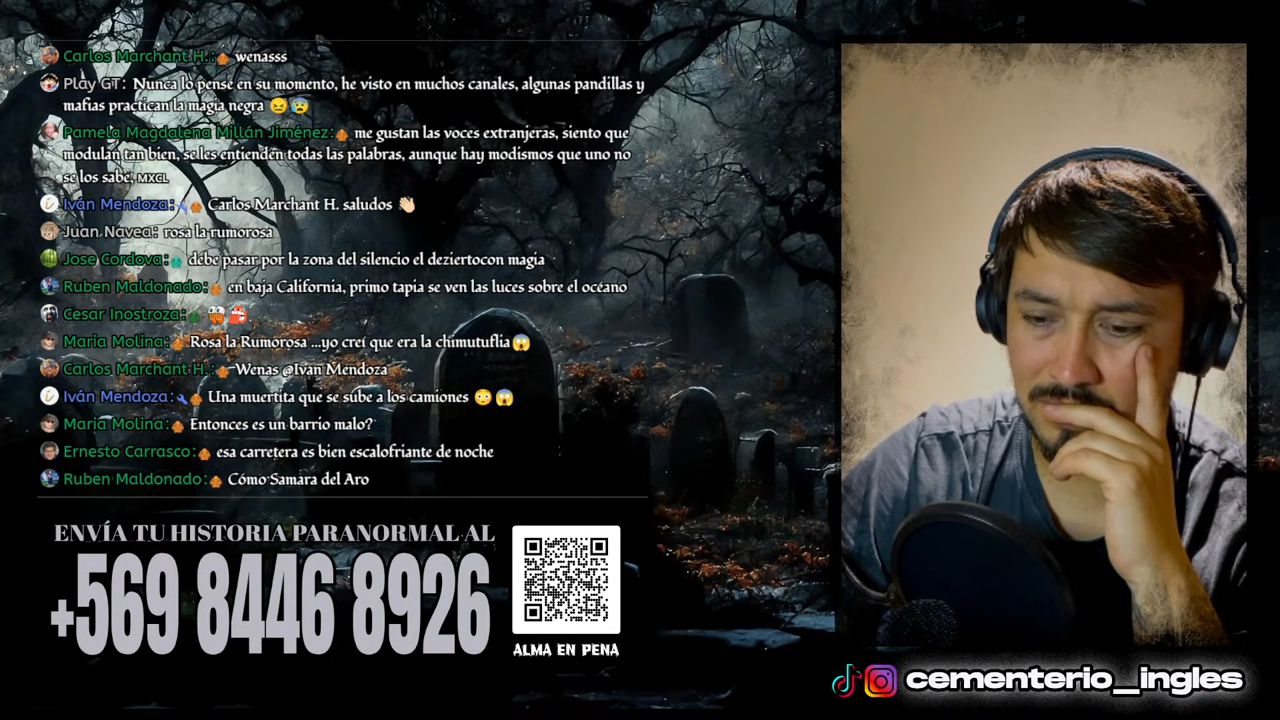 Carlos Marchant H.: wenasss
Play GT: Nunca lo pensé en su momento, he visto en muchos canales, algunas pandillas y
mafias practican la magia negra 😖😰
Pamela Magdalena Millán Jiménez: me gustan las voces extranjeras, siento que
modulan tan bien, se les entienden todas las palabras, aunque hay modismos que uno no
se los sabe. MXCL
Iván Mendoza: Carlos Marchant H. saludos 👋🏻
Juan Navea: rosa la rumorosa
Jose Cordova: debe pasar por la zona del silencio el deziertocon magia
Ruben Maldonado: en baja California, primo tapia se ven las luces sobre el océano
Cesar Inostroza:
Maria Molina: Rosa la Rumorosa ...yo creí que era la chimutuflia😱
Carlos Marchant H.: Wenas @Iván Mendoza
Iván Mendoza: Una muertita que se súbe a los camiones 😳😱
Maria Molina: Entonces es un barrio malo?
Ernesto Carrasco: esa carretera es bien escalofriante de noche
Ruben Maldonado: Cómo Samara del Aro
ENVÍA TU HISTORIA PARANORMAL AL
+569 8446 8926
ALMA EN PENA
cementerio_ingles